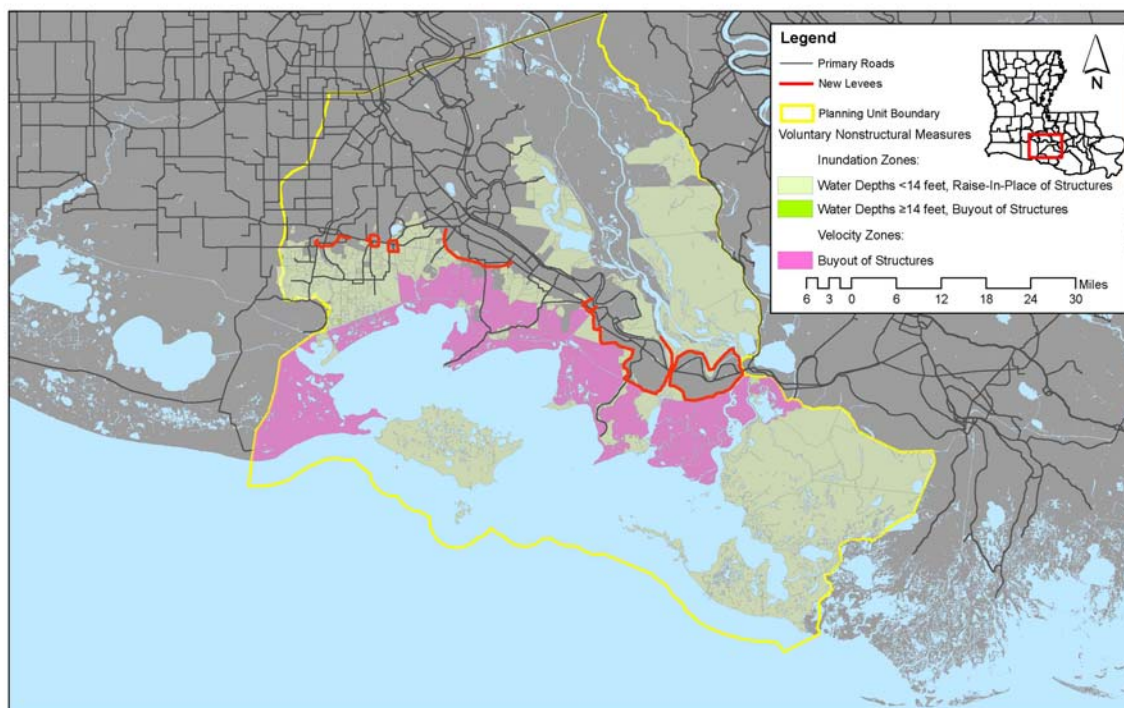 Legend
Primary Roads
New Levees
Planning Unit Boundary
Voluntary Nonstructural Measures
Inundation Zones:
Water Depths <14 feet, Raise-In-Place of Structures
Water Depths ≥14 feet, Buyout of Structures
Velocity Zones:
Buyout of Structures
6 3 0 6 12 18 24 30 Miles
N